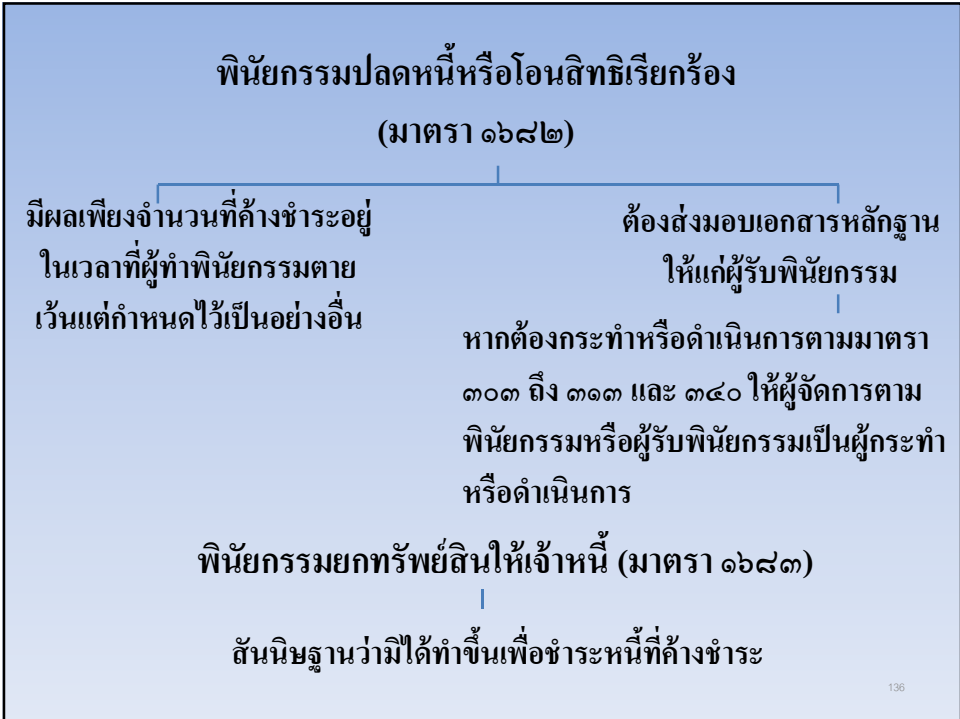 พินัยกรรมปลดหนี้หรือโอนสิทธิเรียกร้อง
(มาตรา ๑๖๘๒)
มีผลเพียงจำนวนที่ค้างชำระอยู่
ในเวลาที่ผู้ทำพินัยกรรมตาย
เว้นแต่กำหนดไว้เป็นอย่างอื่น
ต้องส่งมอบเอกสารหลักฐาน
ให้แก่ผู้รับพินัยกรรม
หากต้องกระทำหรือดำเนินการตามมาตรา
๓๐๓ ถึง ๓๑๓ และ ๓๔๐ ให้ผู้จัดการตาม
พินัยกรรมหรือผู้รับพินัยกรรมเป็นผู้กระทำ
หรือดำเนินการ
พินัยกรรมยกทรัพย์สินให้เจ้าหนี้ (มาตรา ๑๖๘๓)
สันนิษฐานว่ามิได้ทำขึ้นเพื่อชำระหนี้ที่ค้างชำระ
136